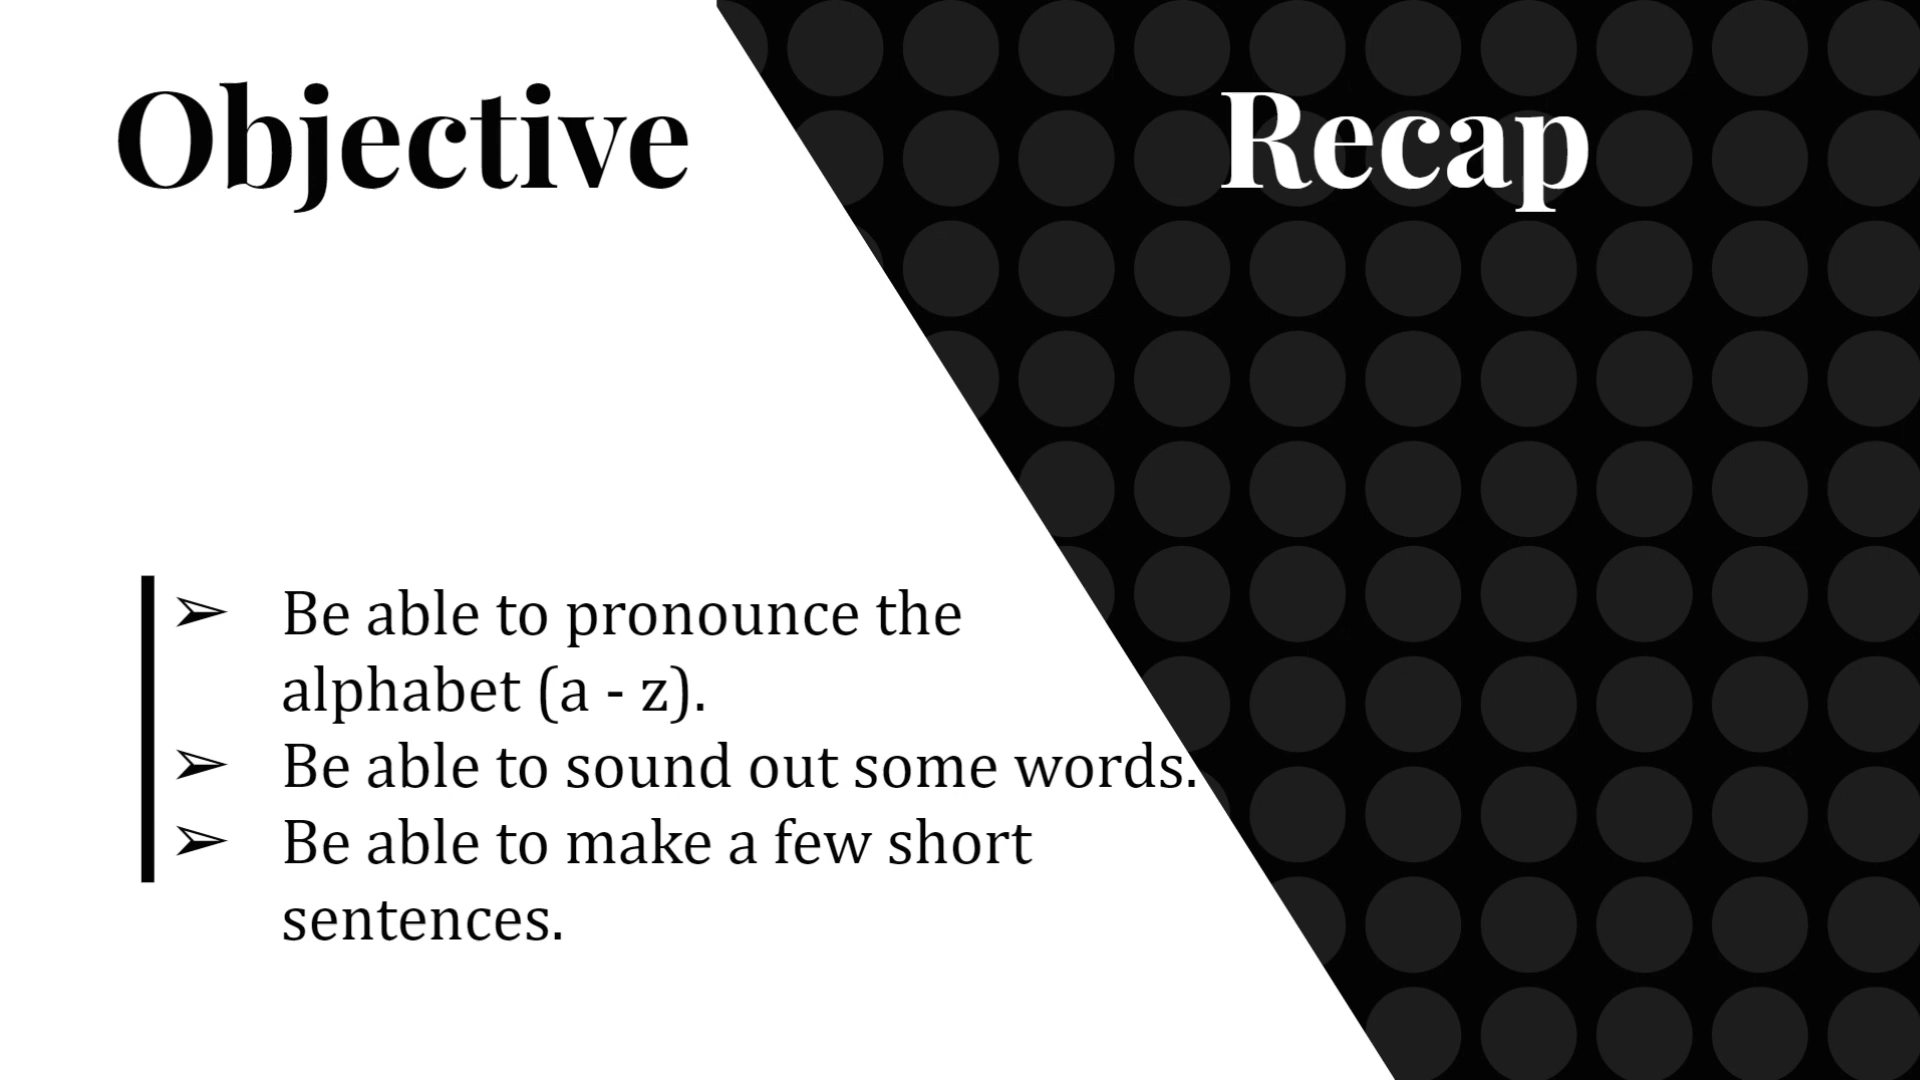 Objective
Recap
➢ Be able to pronounce the
alphabet (a - z).
➢ Be able to sound out some words.
➢ Be able to make a few short
sentences.